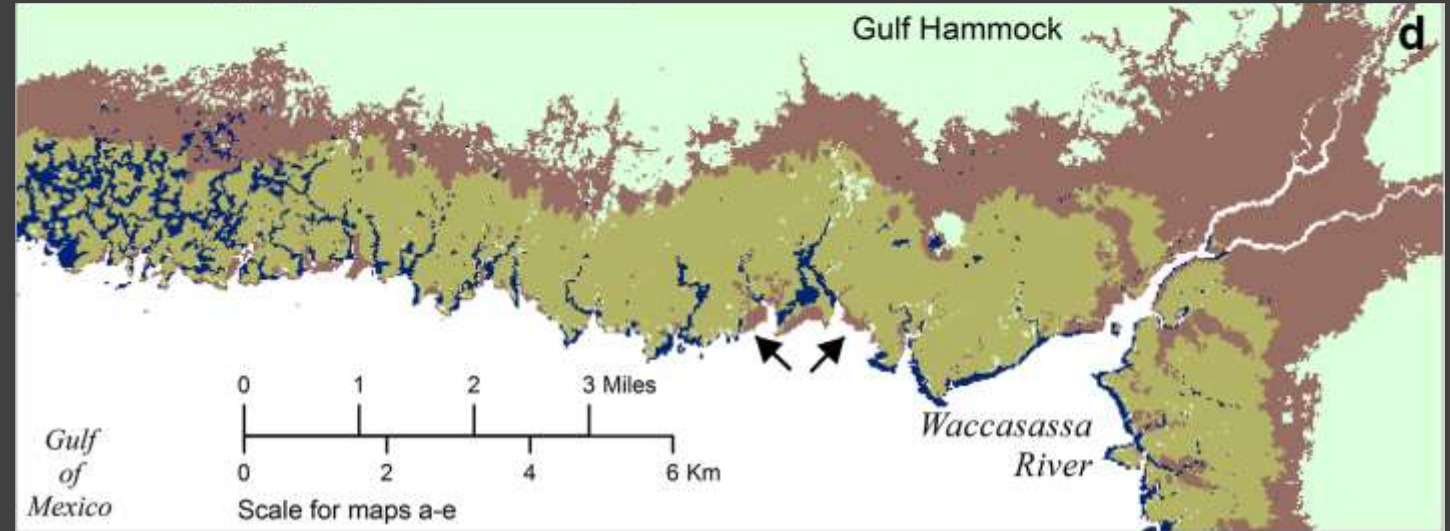 Gulf Hammock
d
0 1 2 3 Miles
0 2 4 6 Km
Scale for maps a-e
Gulf
of
Mexico
Waccasassa
River